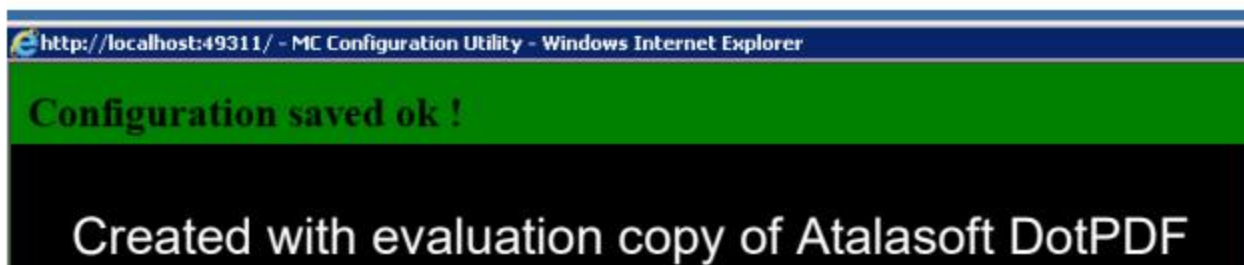 http://localhost:49311/ - MC Configuration Utility - Windows Internet Explorer
Configuration saved ok !
Created with evaluation copy of Atalasoft DotPDF